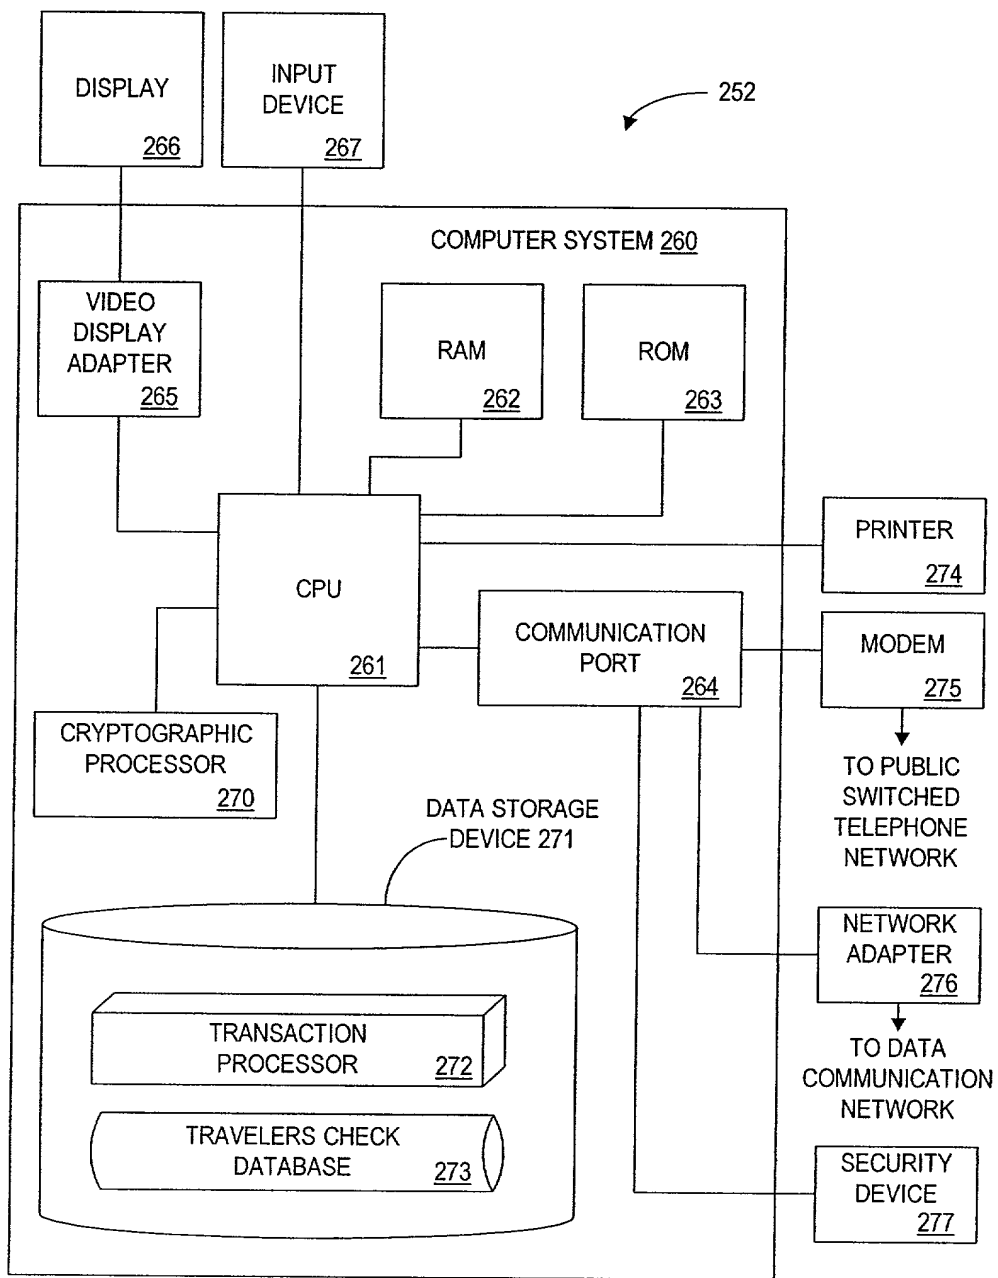 DISPLAY
266
INPUT
DEVICE
267
252
COMPUTER SYSTEM 260
VIDEO
DISPLAY
ADAPTER
265
RAM
262
ROM
263
CPU
261
PRINTER
274
COMMUNICATION
PORT
264
MODEM
275
TO PUBLIC
SWITCHED
TELEPHONE
NETWORK
CRYPTOGRAPHIC
PROCESSOR
270
DATA STORAGE
DEVICE 271
NETWORK
ADAPTER
276
TO DATA
COMMUNICATION
NETWORK
TRANSACTION
PROCESSOR
272
TRAVELERS CHECK
DATABASE
273
SECURITY
DEVICE
277